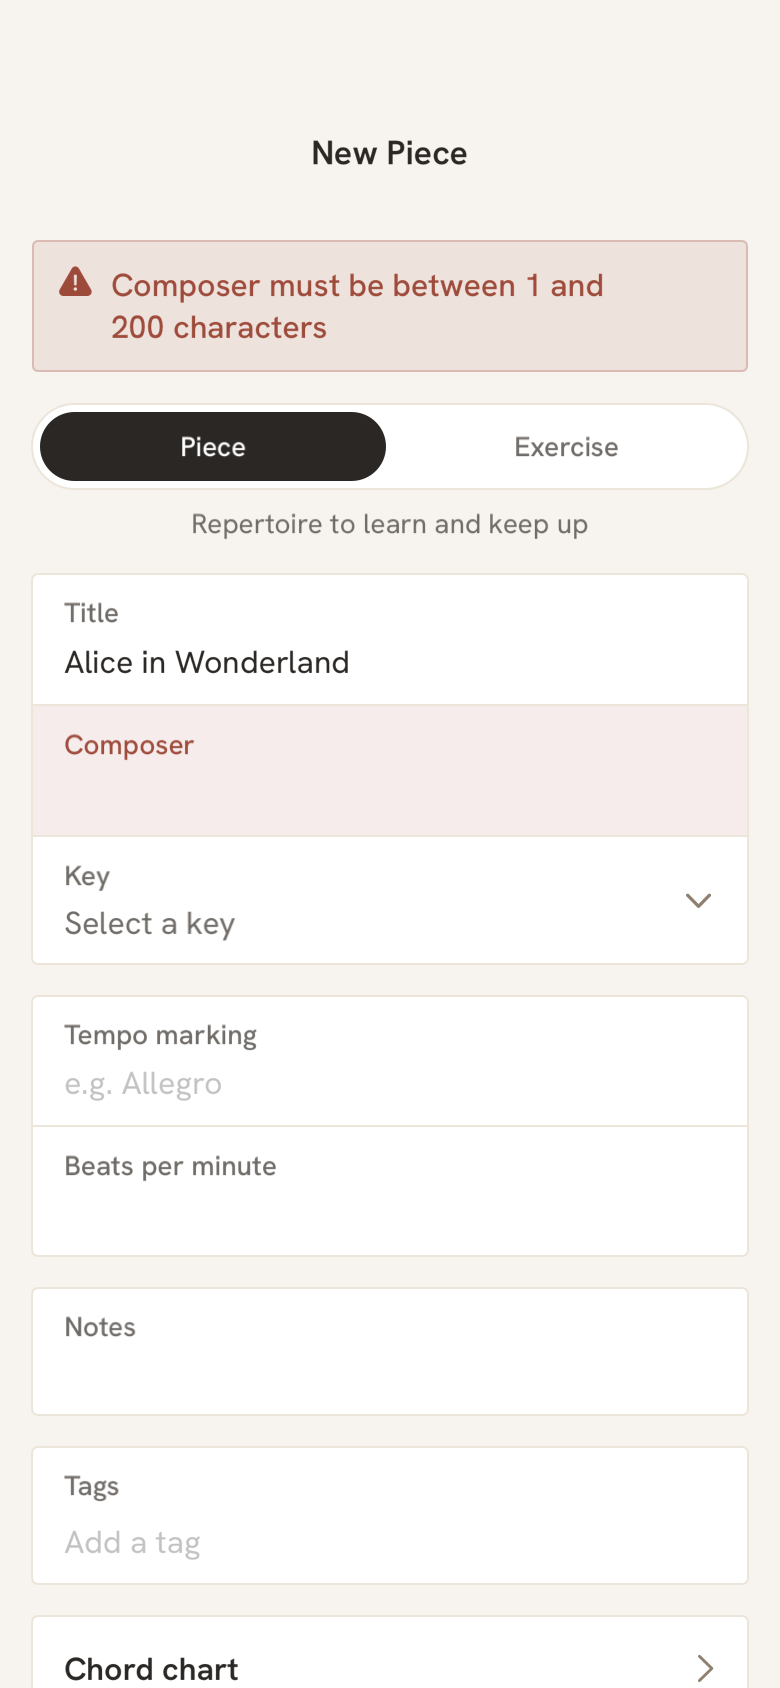 New Piece
Composer must be between 1 and
200 characters
Piece
Exercise
Repertoire to learn and keep up
Title
Alice in Wonderland
Composer
Key
Select a key
Tempo marking
e.g. Allegro
Beats per minute
Notes
Tags
Add a tag
Chord chart